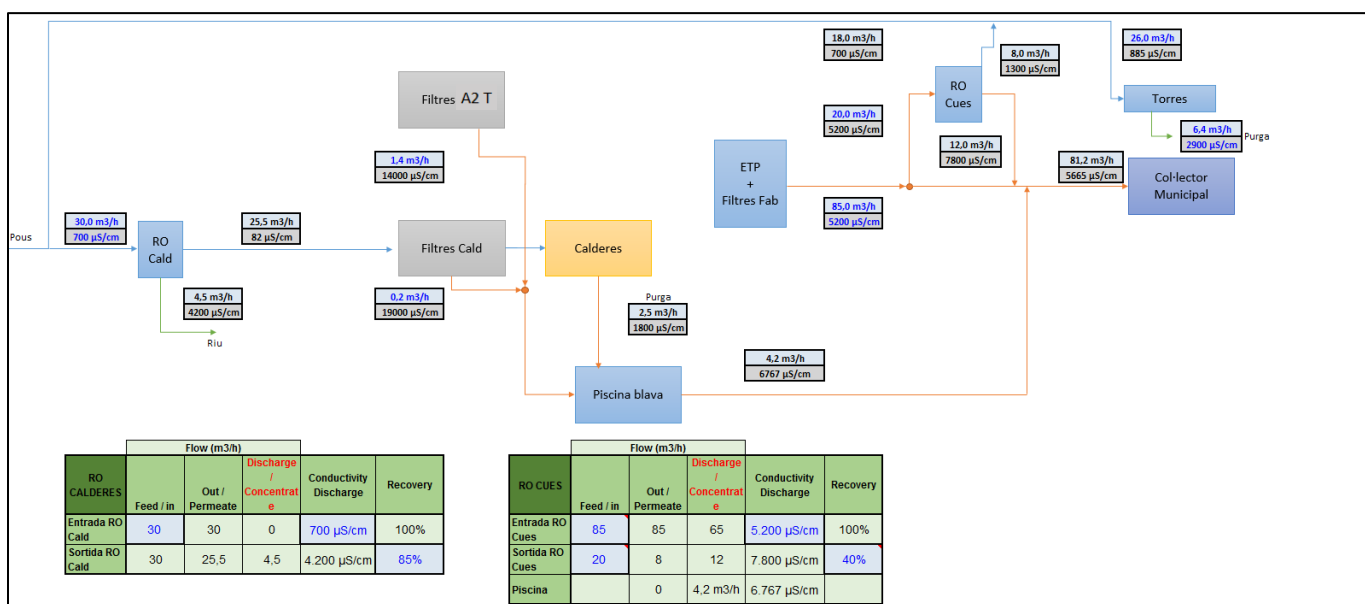 18,0 m3/h
700 µS/cm
8,0 m3/h
1300 µS/cm
26,0 m3/h
885 µS/cm
Filtres A2 T
RO
Cues
Torres
20,0 m3/h
5200 µS/cm
6,4 m3/h
2900 µS/cm
Purga
1,4 m3/h
14000 µS/cm
ETP
+
Filtres Fab
12,0 m3/h
7800 µS/cm
81,2 m3/h
5665 µS/cm
Col·lector
Municipal
85,0 m3/h
5200 µS/cm
Pous
30,0 m3/h
700 µS/cm
RO
Cald
25,5 m3/h
82 µS/cm
Filtres Cald
Calderes
4,5 m3/h
4200 µS/cm
Riu
0,2 m3/h
19000 µS/cm
Purga
2,5 m3/h
1800 µS/cm
4,2 m3/h
6767 µS/cm
Piscina blava
Flow (m3/h)
RO
CALDERES
Feed / in
Out /
Permeate
Discharge
/
Concentrat
e
Conductivity
Discharge
Recovery
Entrada RO
Cald
30
30
0
700 µS/cm
100%
Sortida RO
Cald
30
25,5
4,5
4.200 µS/cm
85%
Flow (m3/h)
RO CUES
Feed / in
Out /
Permeate
Discharge
/
Concentrat
e
Conductivity
Discharge
Recovery
Entrada RO
Cues
85
85
65
5.200 µS/cm
100%
Sortida RO
Cues
20
8
12
7.800 µS/cm
40%
Piscina
0
4,2 m3/h
6.767 µS/cm